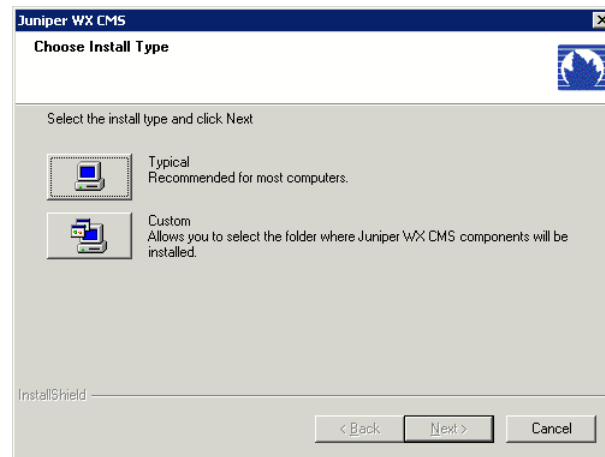 Juniper WX CMS
Choose Install Type
Select the install type and click Next
Typical
Recommended for most computers.
Custom
Allows you to select the folder where Juniper WX CMS components will be
installed.
InstallShield
< Back
Next >
Cancel